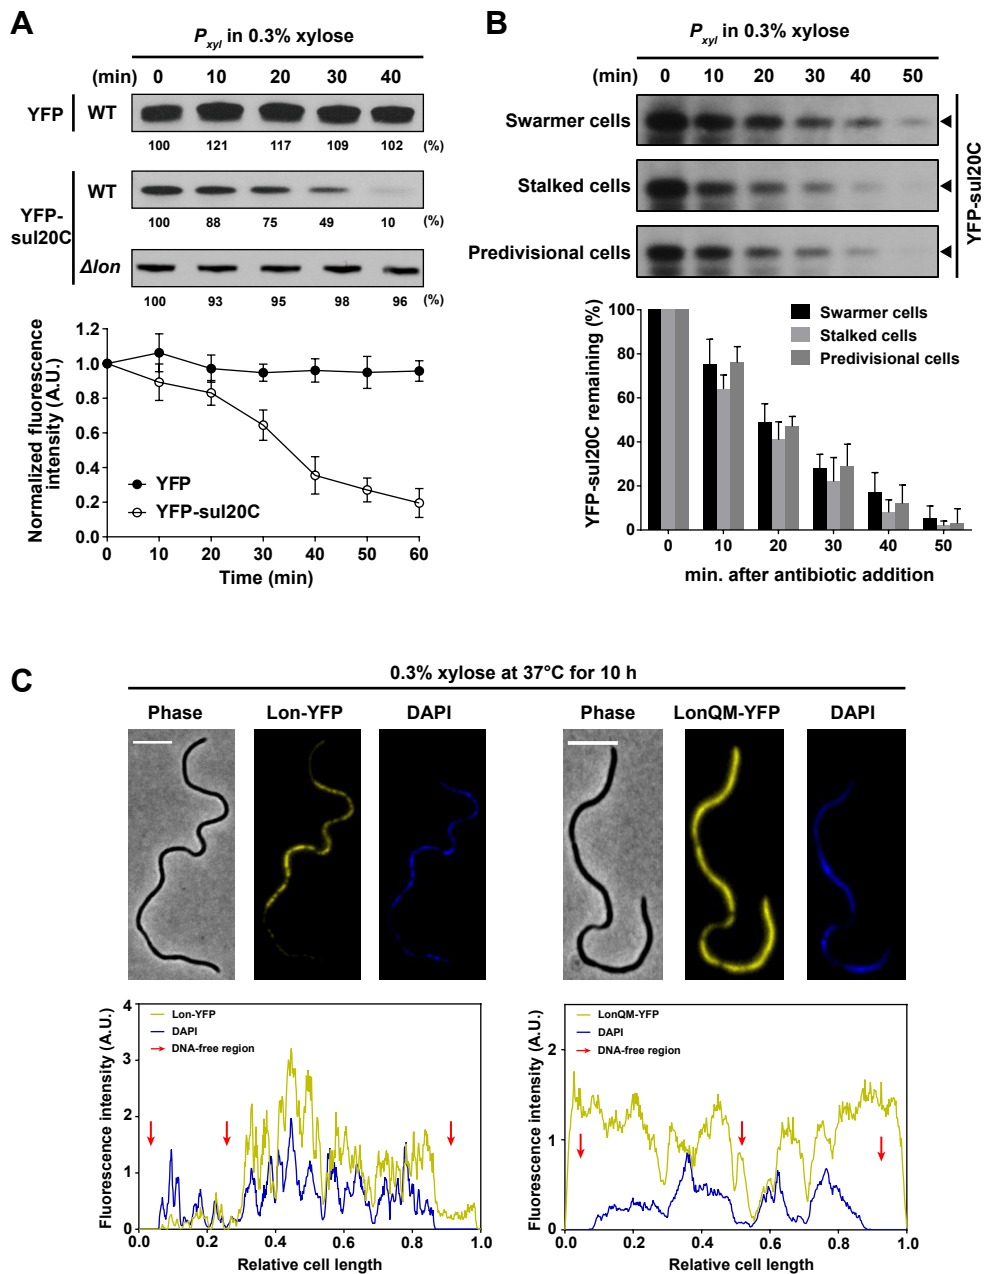 A
P_xyl in 0.3% xylose
(min) 0 10 20 30 40
YFP WT
100 121 117 109 102 (%)
YFP-sul20C
WT
100 88 75 49 10 (%)
Δlon
100 93 95 98 96 (%)
Normalized fluorescence intensity (A.U.)
1.2
1.0
0.8
0.6
0.4
0.2
0.0
YFP
YFP-sul20C
0 10 20 30 40 50 60
Time (min)
B
P_xyl in 0.3% xylose
(min) 0 10 20 30 40 50
Swarmer cells
Stalked cells
Predivisional cells
YFP-sul20C
YFP-sul20C remaining (%)
100
80
60
40
20
0
Swarmer cells
Stalked cells
Predivisional cells
0 10 20 30 40 50
min. after antibiotic addition
C
0.3% xylose at 37°C for 10 h
Phase Lon-YFP DAPI
Phase LonQM-YFP DAPI
Fluorescence intensity (A.U.)
4
3
2
1
0
Lon-YFP
DAPI
DNA-free region
0.0 0.2 0.4 0.6 0.8 1.0
Relative cell length
Fluorescence intensity (A.U.)
2
1
0
LonQM-YFP
DAPI
DNA-free region
0.0 0.2 0.4 0.6 0.8 1.0
Relative cell length